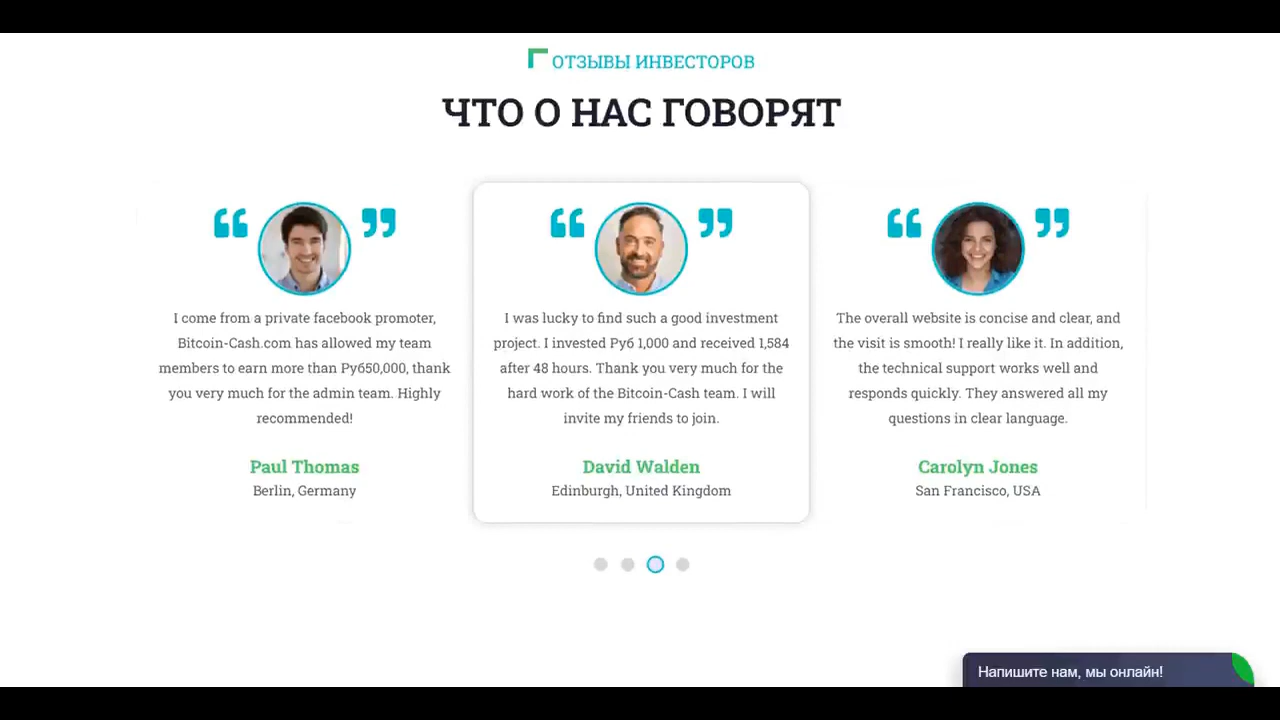 ОТЗЫВЫ ИНВЕСТОРОВ
ЧТО О НАС ГОВОРЯТ
I come from a private facebook promoter,
Bitcoin-Cash.com has allowed my team
members to earn more than Руб50,000, thank
you very much for the admin team. Highly
recommended!
Paul Thomas
Berlin, Germany
I was lucky to find such a good investment
project. I invested Руб 1,000 and received 1,584
after 48 hours. Thank you very much for the
hard work of the Bitcoin-Cash team. I will
invite my friends to join.
David Walden
Edinburgh, United Kingdom
The overall website is concise and clear, and
the visit is smooth! I really like it. In addition,
the technical support works well and
responds quickly. They answered all my
questions in clear language.
Carolyn Jones
San Francisco, USA
Напишите нам, мы онлайн!